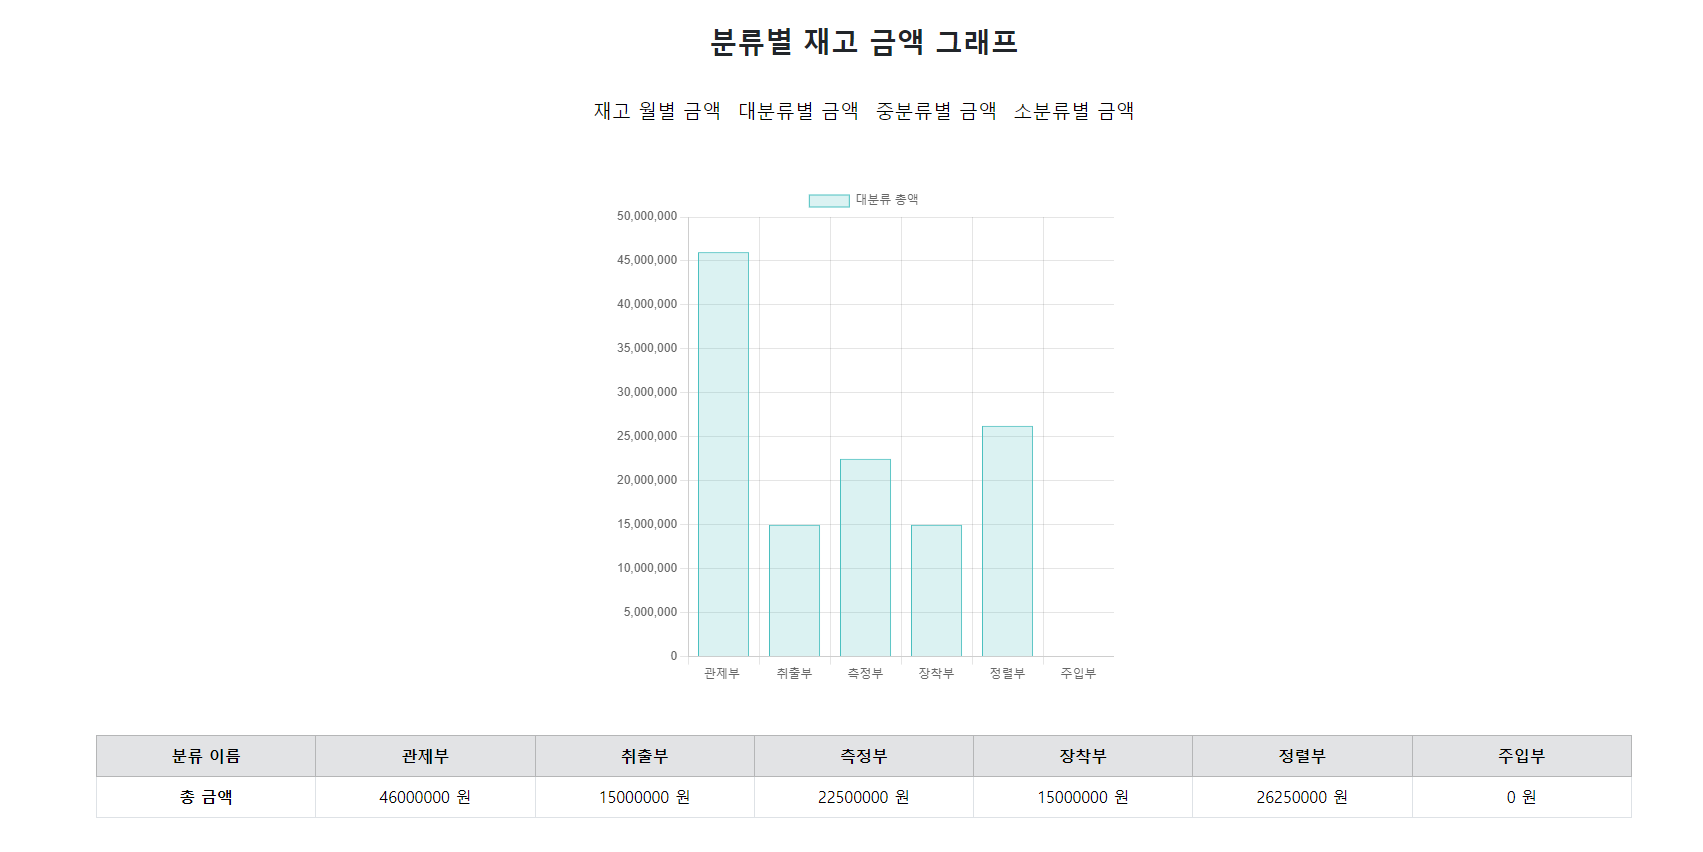 분류별 재고 금액 그래프
재고 월별 금액 대분류별 금액 중분류별 금액 소분류별 금액
대분류 총액
50,000,000
45,000,000
40,000,000
35,000,000
30,000,000
25,000,000
20,000,000
15,000,000
10,000,000
5,000,000
0
관제부 취출부 측정부 장착부 정렬부 주입부
분류 이름 관제부 취출부 측정부 장착부 정렬부 주입부
총 금액 46000000 원 15000000 원 22500000 원 15000000 원 26250000 원 0 원